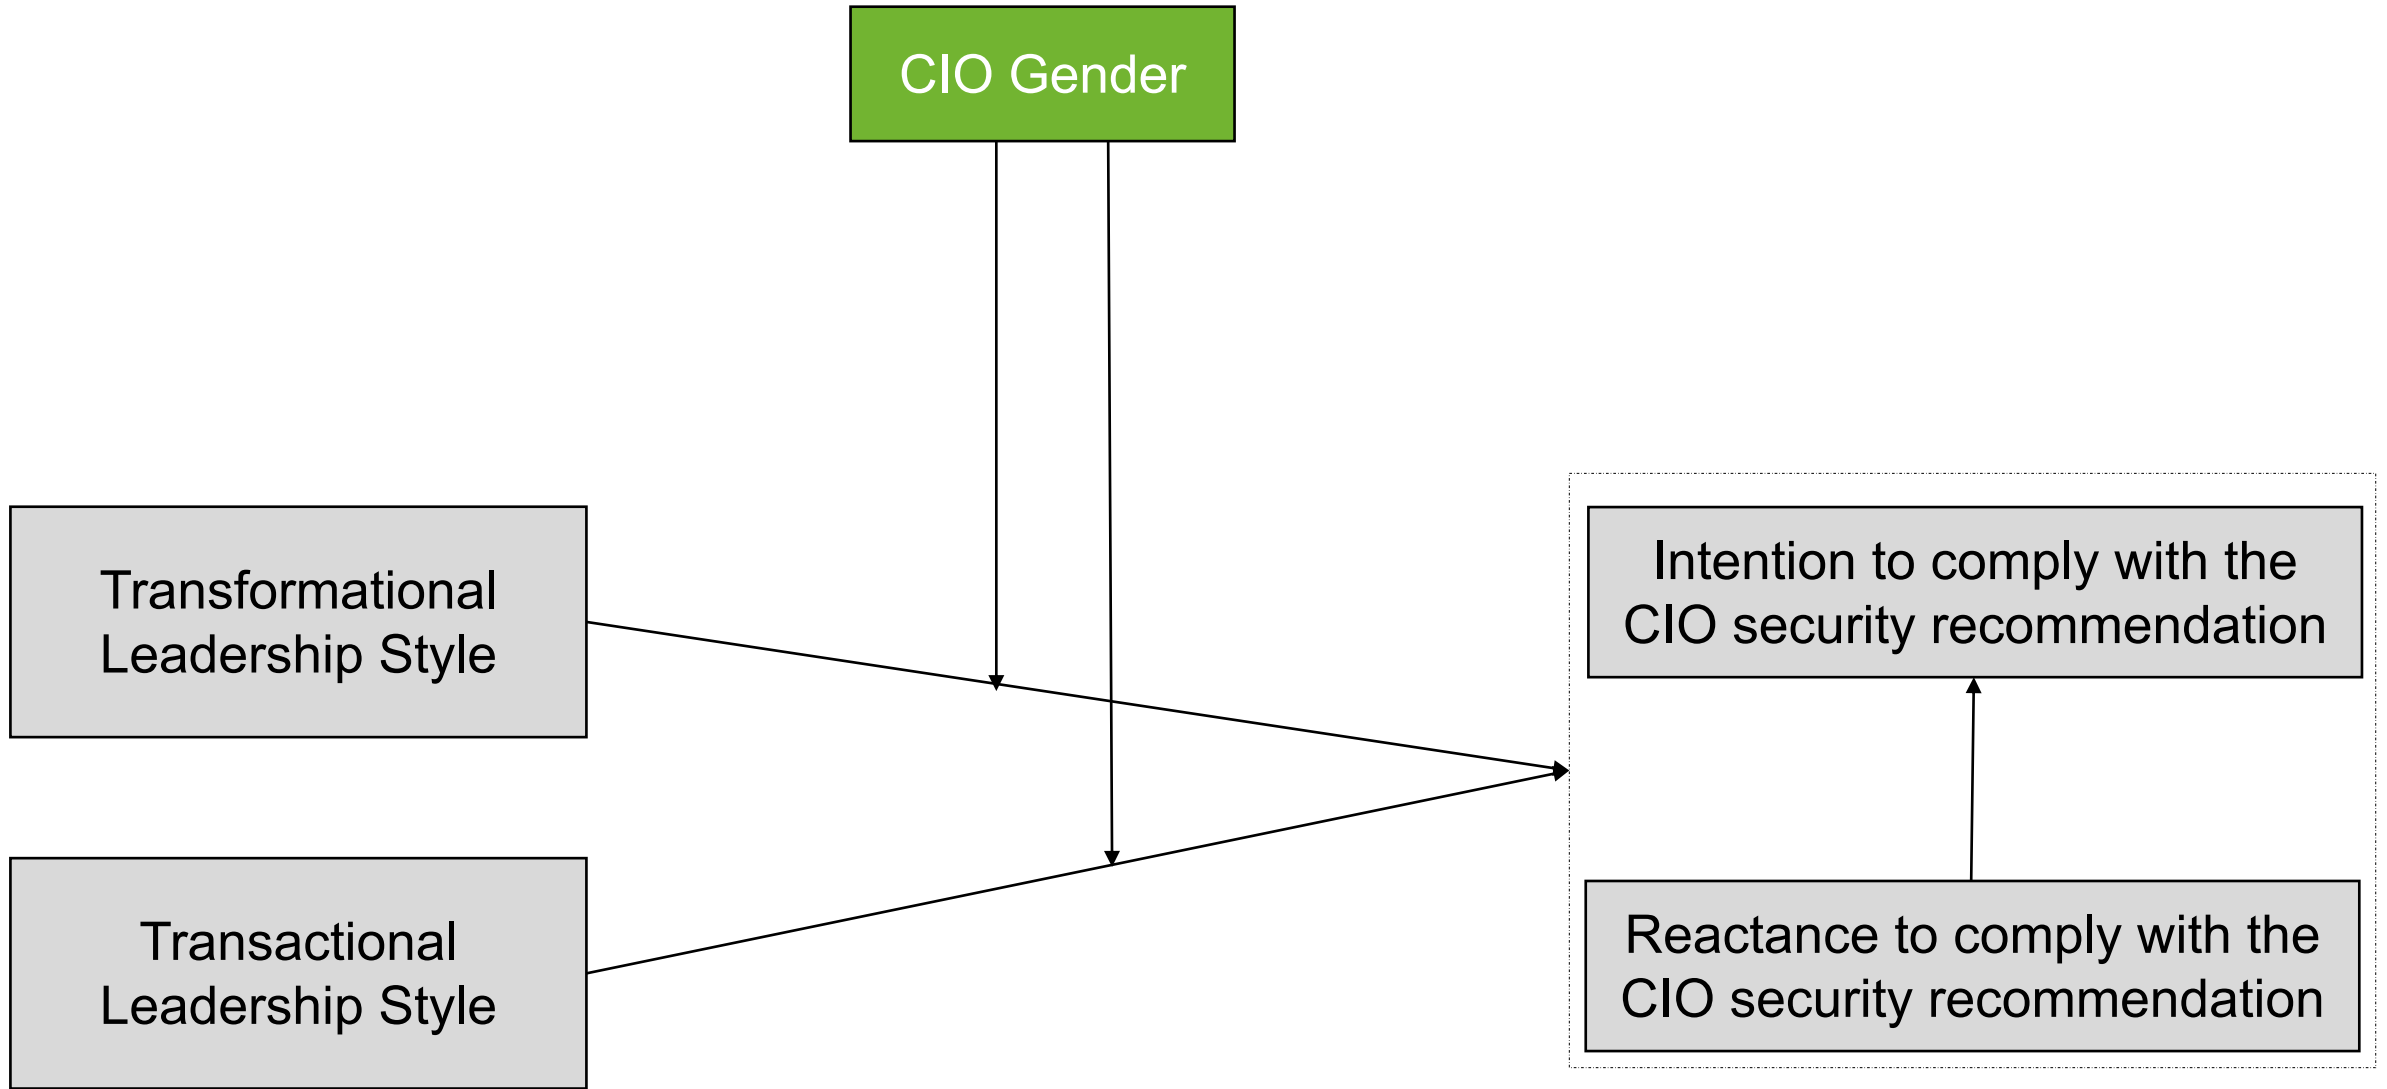 CIO Gender
Transformational
Leadership Style
Intention to comply with the
CIO security recommendation
Transactional
Leadership Style
Reactance to comply with the
CIO security recommendation